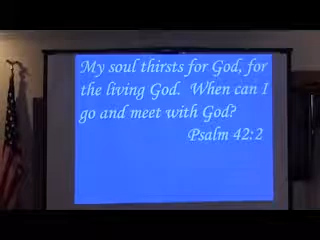 My soul thirsts for God, for
the living God. When can I
go and meet with God?
Psalm 42:2